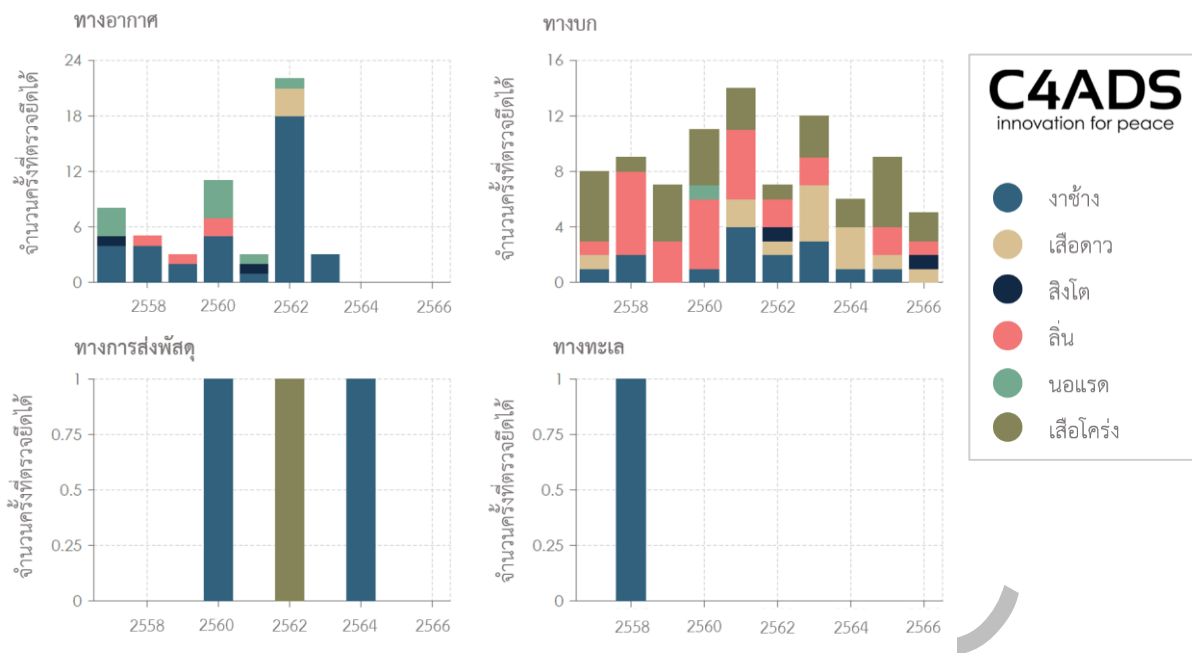 ทางอากาศ
จำนวนครั้งที่ตรวจยึดได้
24
18
12
6
0
2558 2560 2562 2564 2566
ทางบก
จำนวนครั้งที่ตรวจยึดได้
16
12
8
4
0
2558 2560 2562 2564 2566
ทางการส่งพัสดุ
จำนวนครั้งที่ตรวจยึดได้
1
0.75
0.5
0.25
0
2558 2560 2562 2564 2566
ทางทะเล
จำนวนครั้งที่ตรวจยึดได้
1
0.75
0.5
0.25
0
2558 2560 2562 2564 2566
C4ADS
innovation for peace
งาช้าง
เสือดาว
สิงโต
ลิ่น
นอแรด
เสือโคร่ง